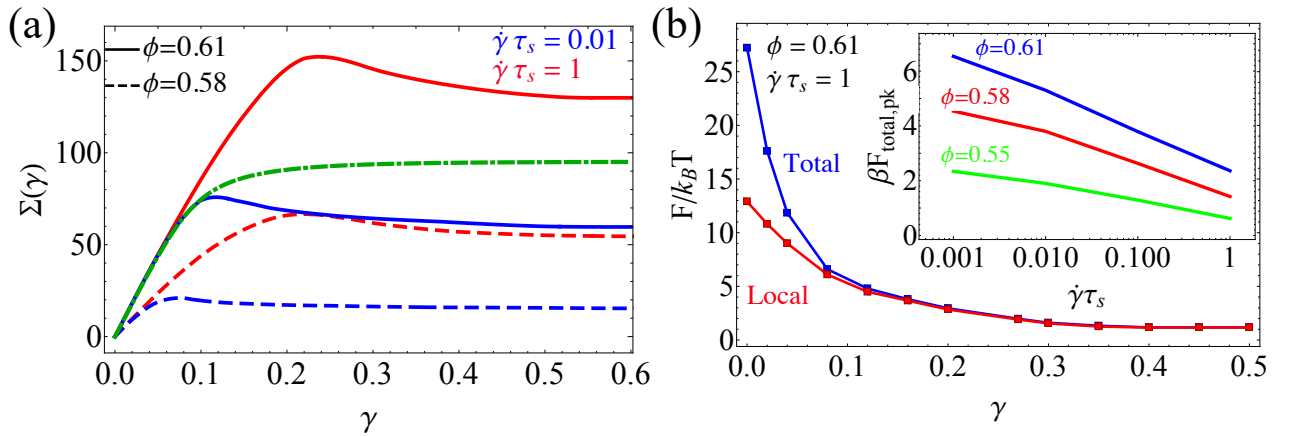 (a)
ϕ=0.61
ϕ=0.58
γ̇ τs = 0.01
γ̇ τs = 1
150
100
50
0
Σ(γ)
0.0 0.1 0.2 0.3 0.4 0.5 0.6
γ
(b)
ϕ = 0.61
γ̇ τs = 1
25
20
15
10
5
0
F/kBT
Total
Local
0.0 0.1 0.2 0.3 0.4 0.5
γ
ϕ=0.61
ϕ=0.58
ϕ=0.55
6
4
2
0
βFtotal,pk
0.001 0.010 0.100 1
γ̇τs